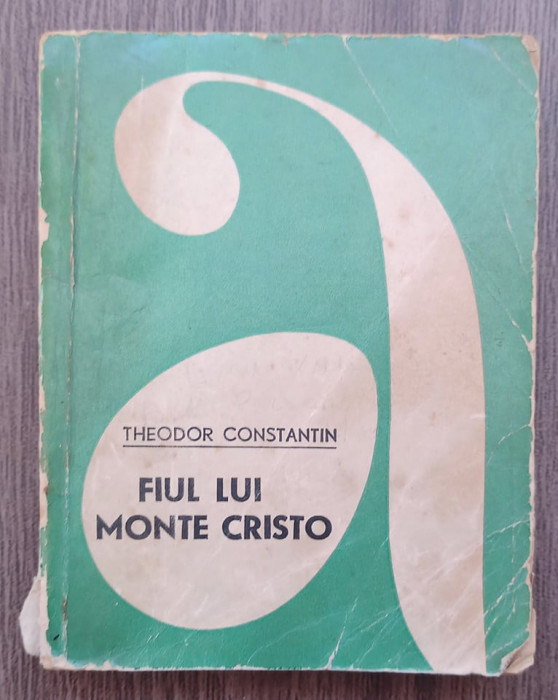 a
THEODOR CONSTANTIN
FIUL LUI
MONTE CRISTO